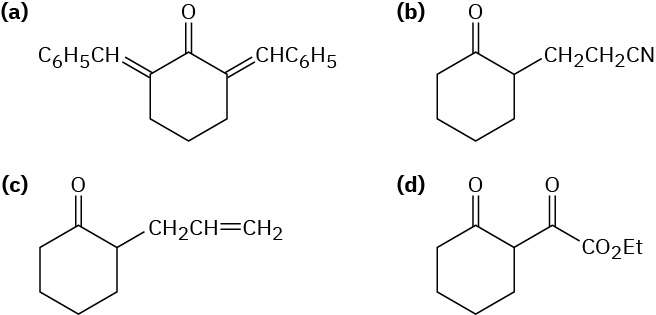 (a) (b)
O O
C6H5CH CHC6H5 CH2CH2CN
(c) (d)
O O O
CH2CH=CH2 CO2Et